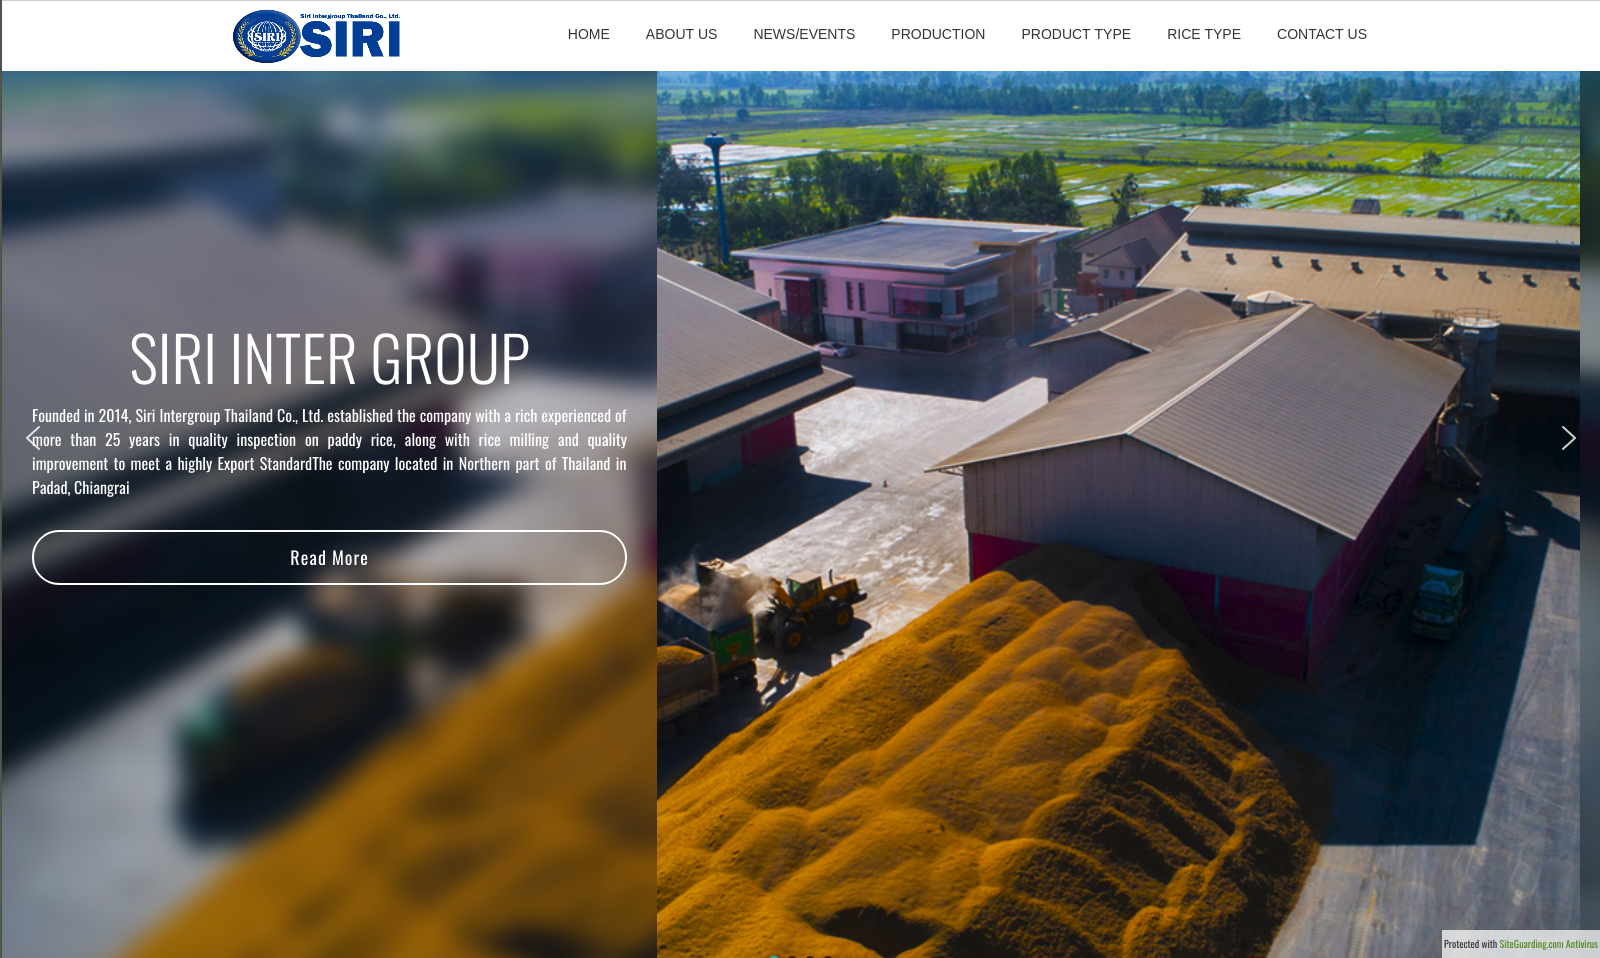 Siri Intergroup Thailand Co., Ltd.
SIRI
SIRI
HOME
ABOUT US
NEWS/EVENTS
PRODUCTION
PRODUCT TYPE
RICE TYPE
CONTACT US
SIRI INTER GROUP
Founded in 2014, Siri Intergroup Thailand Co., Ltd. established the company with a rich experienced of
more than 25 years in quality inspection on paddy rice, along with rice milling and quality
improvement to meet a highly Export StandardThe company located in Northern part of Thailand in
Padad, Chiangrai
Read More
Protected with SiteGuarding.com Antivirus